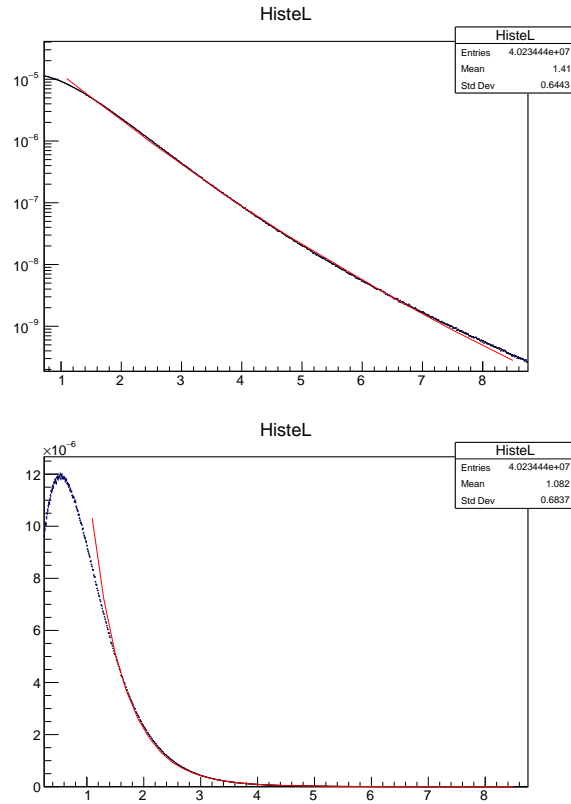 HisteL
HisteL
Entries 4.023444e+07
Mean 1.41
Std Dev 0.6443
10⁻⁵
10⁻⁶
10⁻⁷
10⁻⁸
10⁻⁹
1 2 3 4 5 6 7 8
HisteL
×10⁻⁶
HisteL
Entries 4.023444e+07
Mean 1.082
Std Dev 0.6837
12
10
8
6
4
2
0
1 2 3 4 5 6 7 8